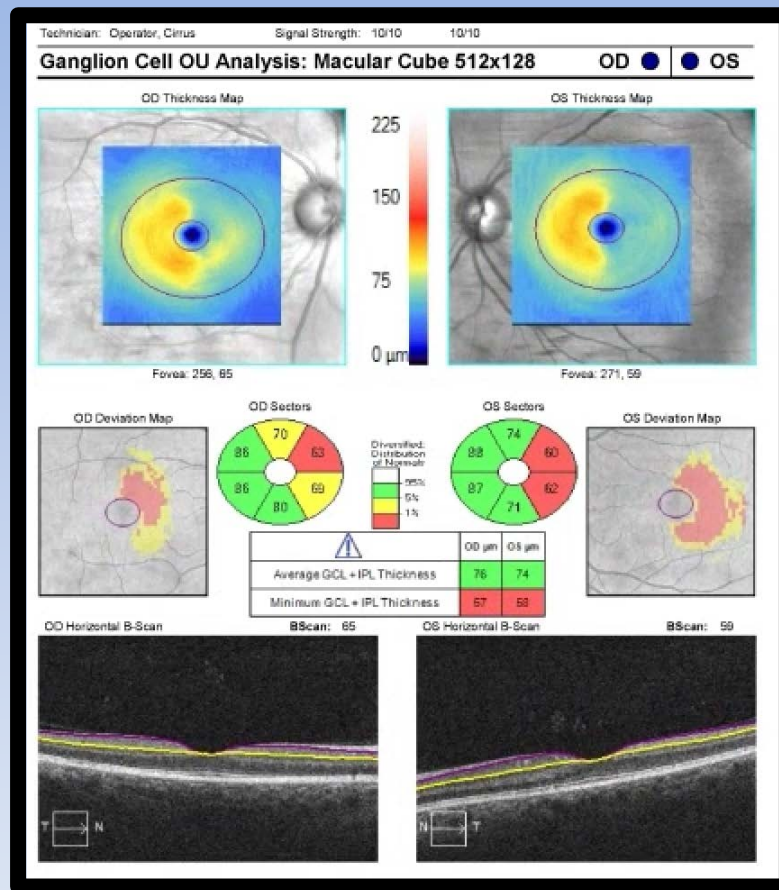 Technician: Operator, Cirrus Signal Strength: 10/10 10/10
Ganglion Cell OU Analysis: Macular Cube 512x128 OD OS
OD Thickness Map OS Thickness Map
225
150
75
0 µm
Fovea: 256, 65 Fovea: 271, 59
OD Deviation Map OD Sectors OS Sectors OS Deviation Map
70 63 69 80 86 86
Diversified:
Distribution
of Normals
95%
5%
1%
74 60 62 71 87 88
OD µm OS µm
Average GCL + IPL Thickness 76 74
Minimum GCL + IPL Thickness 57 58
OD Horizontal B-Scan BScan: 65 OS Horizontal B-Scan BScan: 59
T N N T